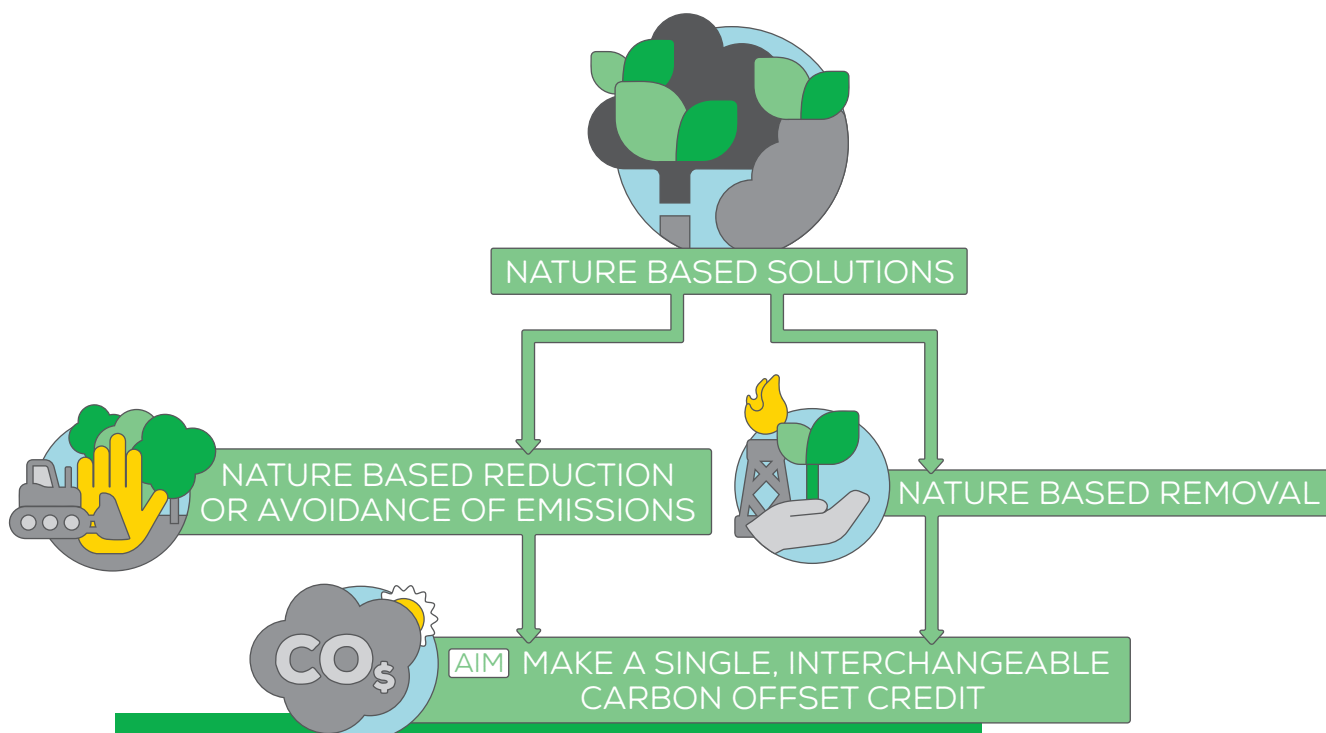 NATURE BASED SOLUTIONS
NATURE BASED REDUCTION
OR AVOIDANCE OF EMISSIONS
NATURE BASED REMOVAL
CO$
AIM MAKE A SINGLE, INTERCHANGEABLE
CARBON OFFSET CREDIT